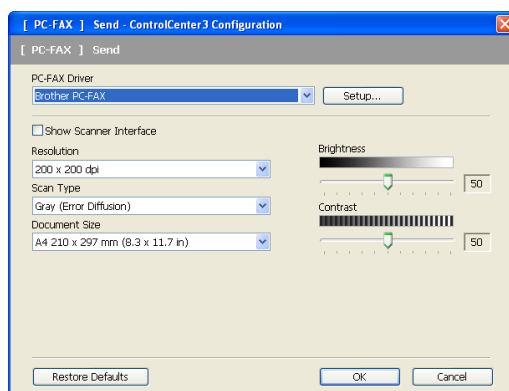 [ PC-FAX ] Send - ControlCenter3 Configuration
[ PC-FAX ] Send
PC-FAX Driver
Brother PC-FAX
Setup...
Show Scanner Interface
Resolution
200 x 200 dpi
Scan Type
Gray (Error Diffusion)
Document Size
A4 210 x 297 mm (8.3 x 11.7 in)
Brightness
50
Contrast
50
Restore Defaults
OK
Cancel